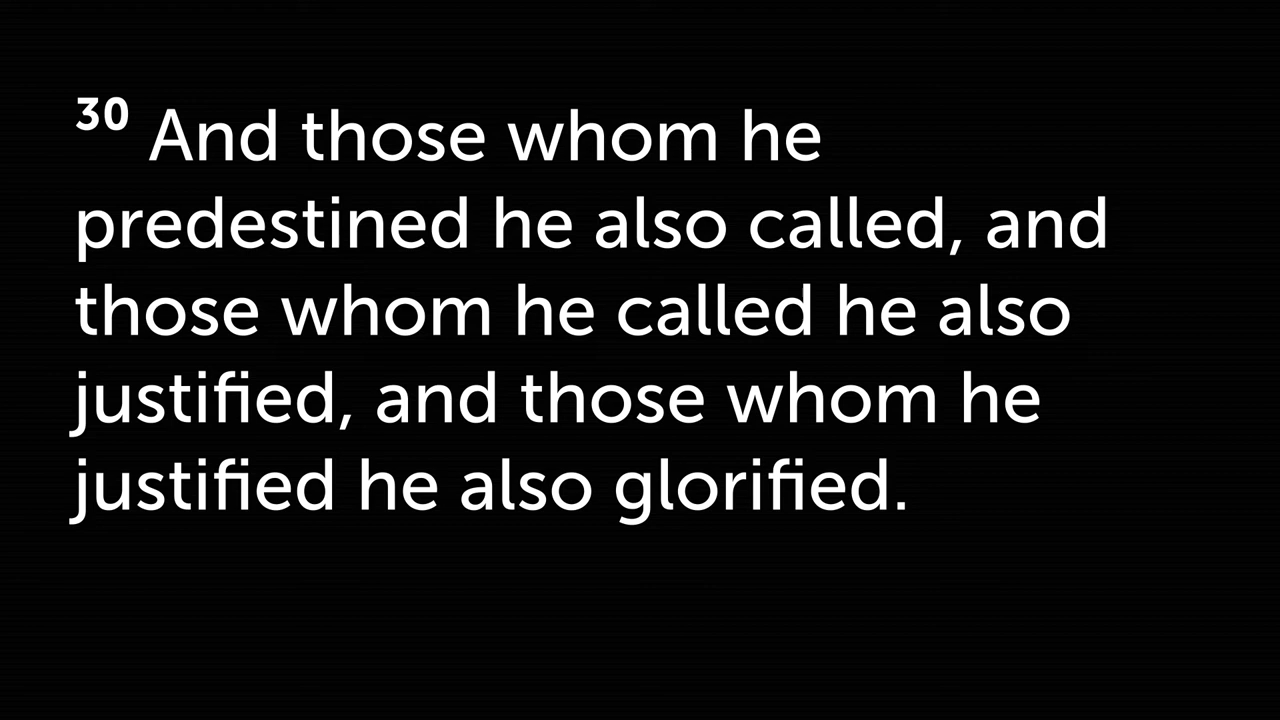 30 And those whom he
predestined he also called, and
those whom he called he also
justified, and those whom he
justified he also glorified.